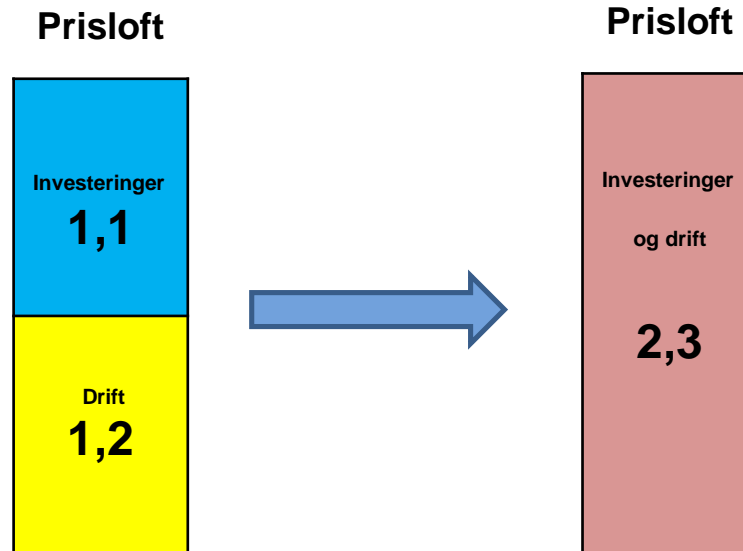 Prisloft
Investeringer
1,1
Drift
1,2
Prisloft
Investeringer
og drift
2,3